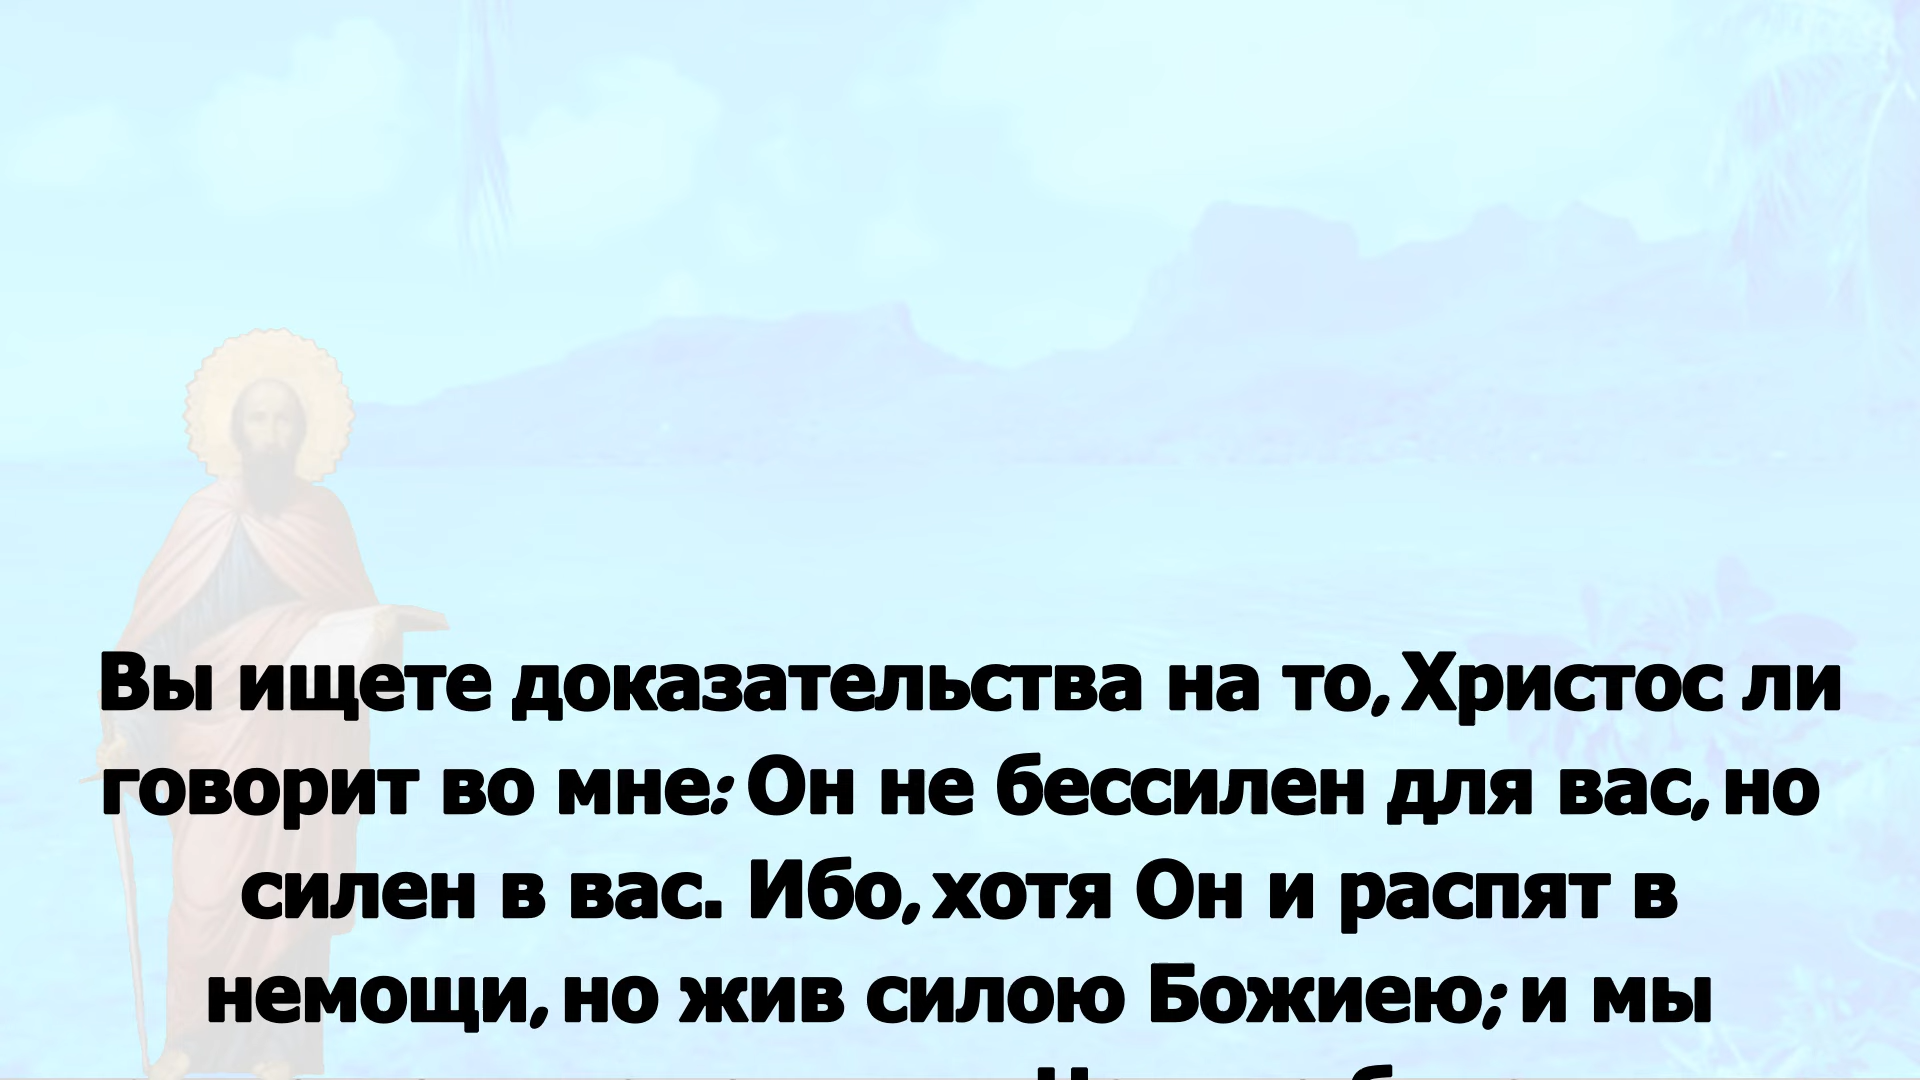 Вы ищете доказательства на то, Христос ли
говорит во мне: Он не бессилен для вас, но
силен в вас. Ибо, хотя Он и распят в
немощи, но жив силою Божиею; и мы